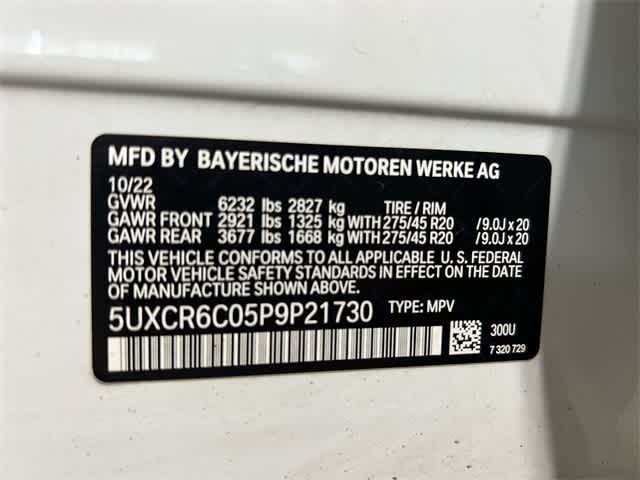 MFD BY BAYERISCHE MOTOREN WERKE AG
10/22
GVWR 6232 lbs 2827 kg TIRE / RIM
GAWR FRONT 2921 lbs 1325 kg WITH 275/45 R20 /9.0J x 20
GAWR REAR 3677 lbs 1668 kg WITH 275/45 R20 /9.0J x 20
THIS VEHICLE CONFORMS TO ALL APPLICABLE U. S. FEDERAL
MOTOR VEHICLE SAFETY STANDARDS IN EFFECT ON THE DATE
OF MANUFACTURE SHOWN ABOVE.
5UXCR6C05P9P21730 TYPE: MPV
300U
7 320 729